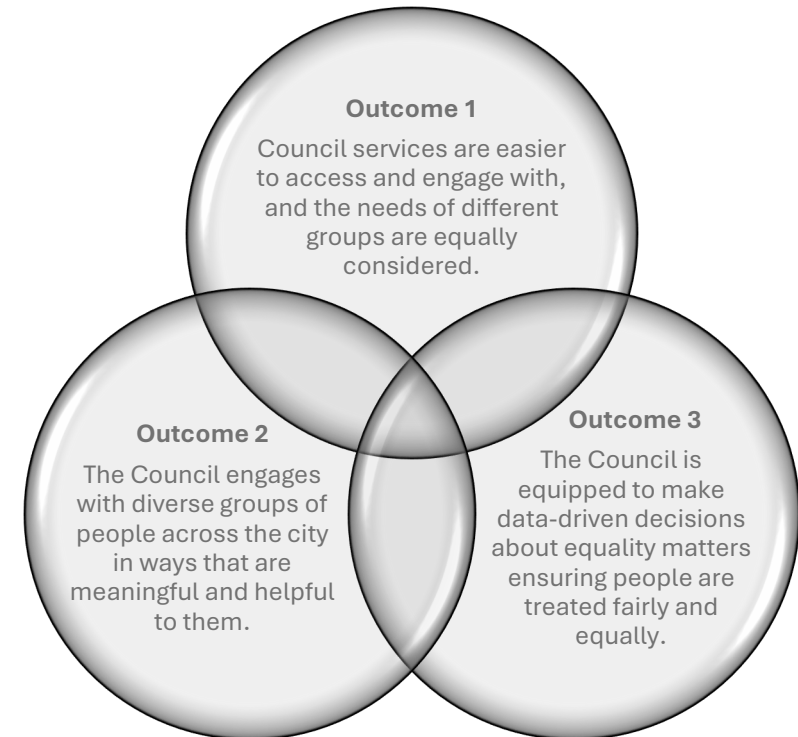 Outcome 1
Council services are easier
to access and engage with,
and the needs of different
groups are equally
considered.
Outcome 2
The Council engages
with diverse groups of
people across the city
in ways that are
meaningful and helpful
to them.
Outcome 3
The Council is
equipped to make
data-driven decisions
about equality matters
ensuring people are
treated fairly and
equally.